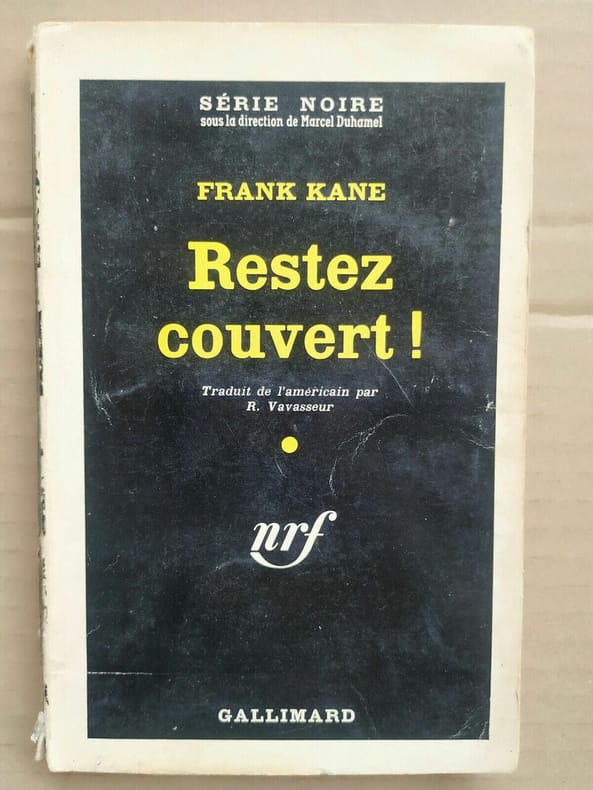 SÉRIE NOIRE
sous la direction de Marcel Duhamel
FRANK KANE
Restez
couvert !
Traduit de l'américain par
R. Vavasseur
nrf
GALLIMARD